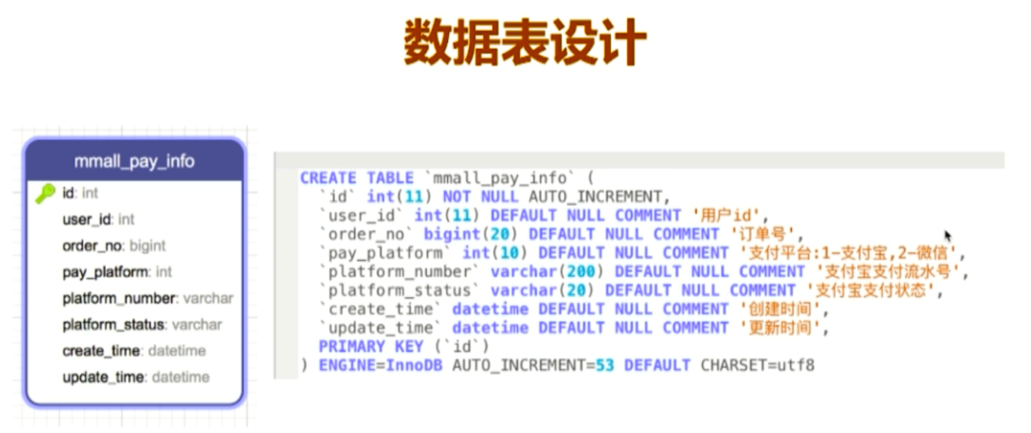 数据表设计
mmall_pay_info
id: int
user_id: int
order_no: bigint
pay_platform: int
platform_number: varchar
platform_status: varchar
create_time: datetime
update_time: datetime
CREATE TABLE `mmall_pay_info` (
`id` int(11) NOT NULL AUTO_INCREMENT,
`user_id` int(11) DEFAULT NULL COMMENT '用户id',
`order_no` bigint(20) DEFAULT NULL COMMENT '订单号',
`pay_platform` int(10) DEFAULT NULL COMMENT '支付平台:1-支付宝,2-微信',
`platform_number` varchar(200) DEFAULT NULL COMMENT '支付宝支付流水号',
`platform_status` varchar(20) DEFAULT NULL COMMENT '支付宝支付状态',
`create_time` datetime DEFAULT NULL COMMENT '创建时间',
`update_time` datetime DEFAULT NULL COMMENT '更新时间',
PRIMARY KEY (`id`)
) ENGINE=InnoDB AUTO_INCREMENT=53 DEFAULT CHARSET=utf8